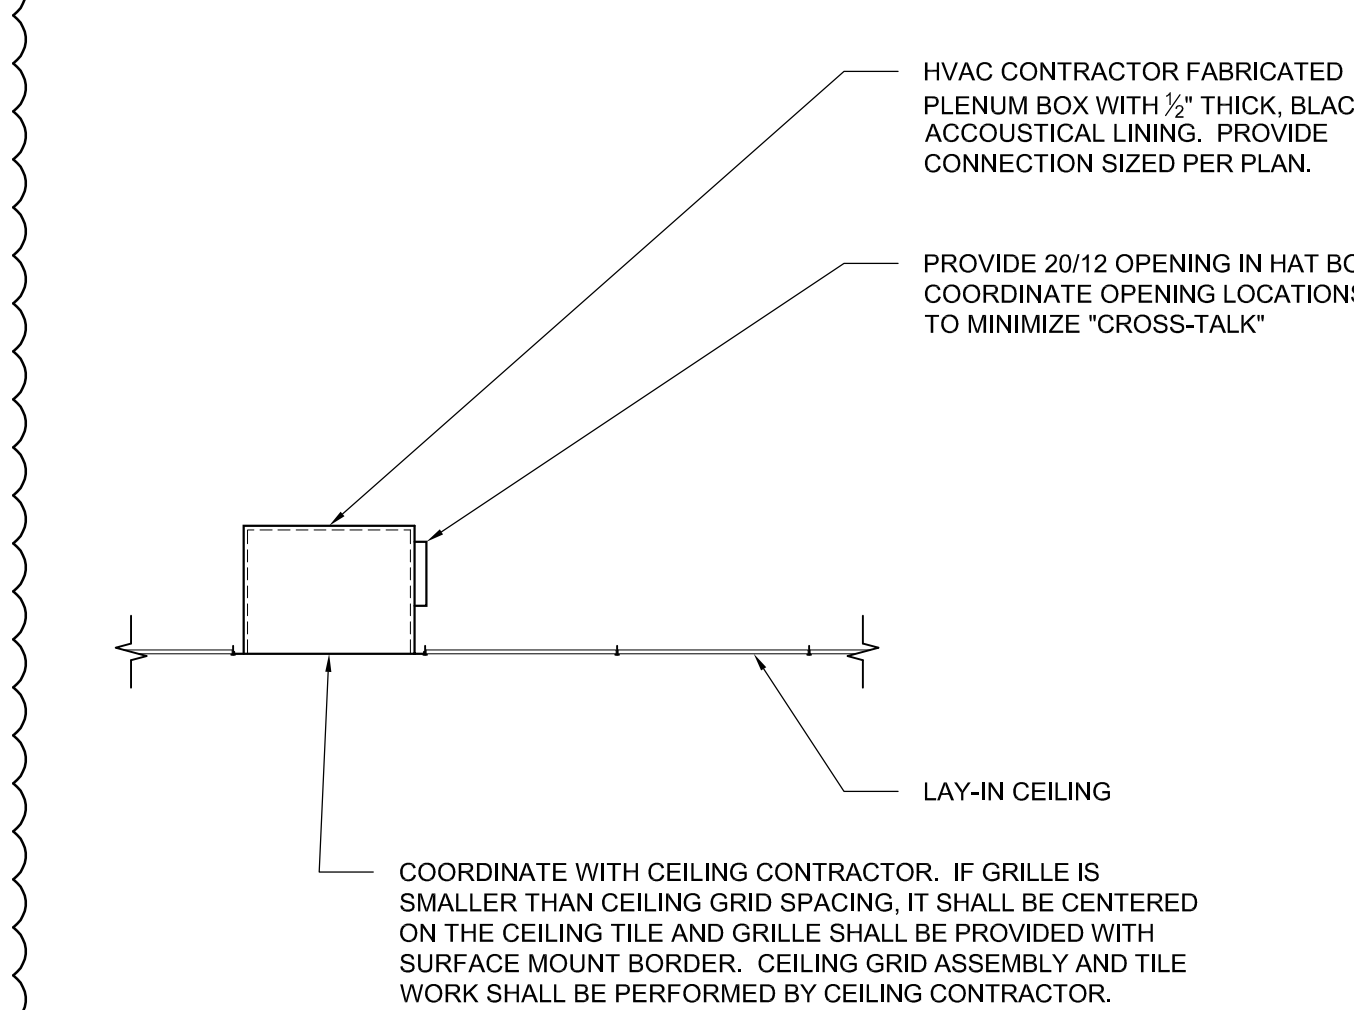 HVAC CONTRACTOR FABRICATED
PLENUM BOX WITH ½" THICK, BLAC
ACCOUSTICAL LINING. PROVIDE
CONNECTION SIZED PER PLAN.
PROVIDE 20/12 OPENING IN HAT BO
COORDINATE OPENING LOCATIONS
TO MINIMIZE "CROSS-TALK"
LAY-IN CEILING
COORDINATE WITH CEILING CONTRACTOR. IF GRILLE IS
SMALLER THAN CEILING GRID SPACING, IT SHALL BE CENTERED
ON THE CEILING TILE AND GRILLE SHALL BE PROVIDED WITH
SURFACE MOUNT BORDER. CEILING GRID ASSEMBLY AND TILE
WORK SHALL BE PERFORMED BY CEILING CONTRACTOR.